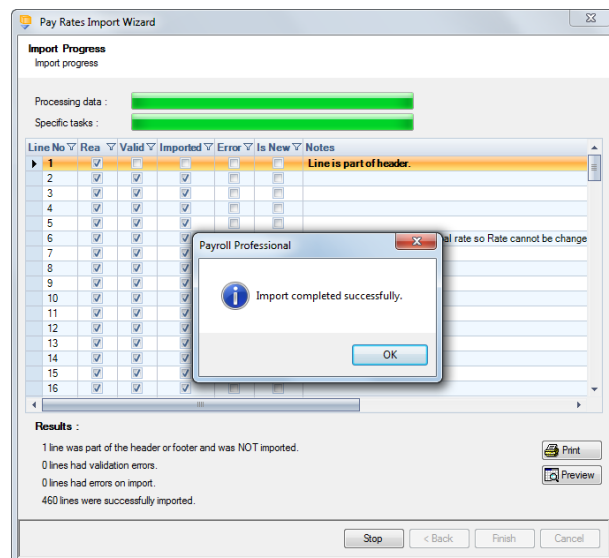 Pay Rates Import Wizard
Import Progress
Import progress
Processing data :
Specific tasks :
Line No Rea Valid Imported Error Is New Notes
1 Line is part of header.
2
3
4
5
6 al rate so Rate cannot be change
7
8
9
10
11
12
13
14
15
16
Payroll Professional
Import completed successfully.
OK
Results :
1 line was part of the header or footer and was NOT imported.
0 lines had validation errors.
0 lines had errors on import.
460 lines were successfully imported.
Print
Preview
Stop
< Back
Finish
Cancel